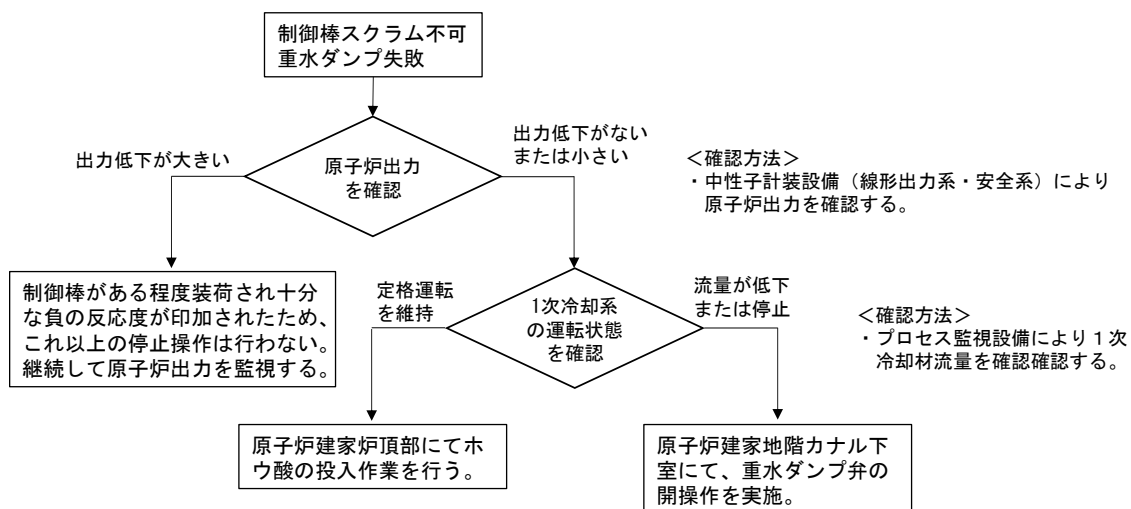 制御棒スクラム不可
重水ダンプ失敗
出力低下が大きい
原子炉出力
を確認
出力低下がない
または小さい
＜確認方法＞
・中性子計装設備（線形出力系・安全系）により
原子炉出力を確認する。
制御棒がある程度装荷され十分
な負の反応度が印加されたため、
これ以上の停止操作は行わない。
継続して原子炉出力を監視する。
定格運転
を維持
1次冷却系
の運転状態
を確認
流量が低下
または停止
＜確認方法＞
・プロセス監視設備により１次
冷却材流量を確認確認する。
原子炉建家炉頂部にてホ
ウ酸の投入作業を行う。
原子炉建家地階カナル下
室にて、重水ダンプ弁の
開操作を実施。